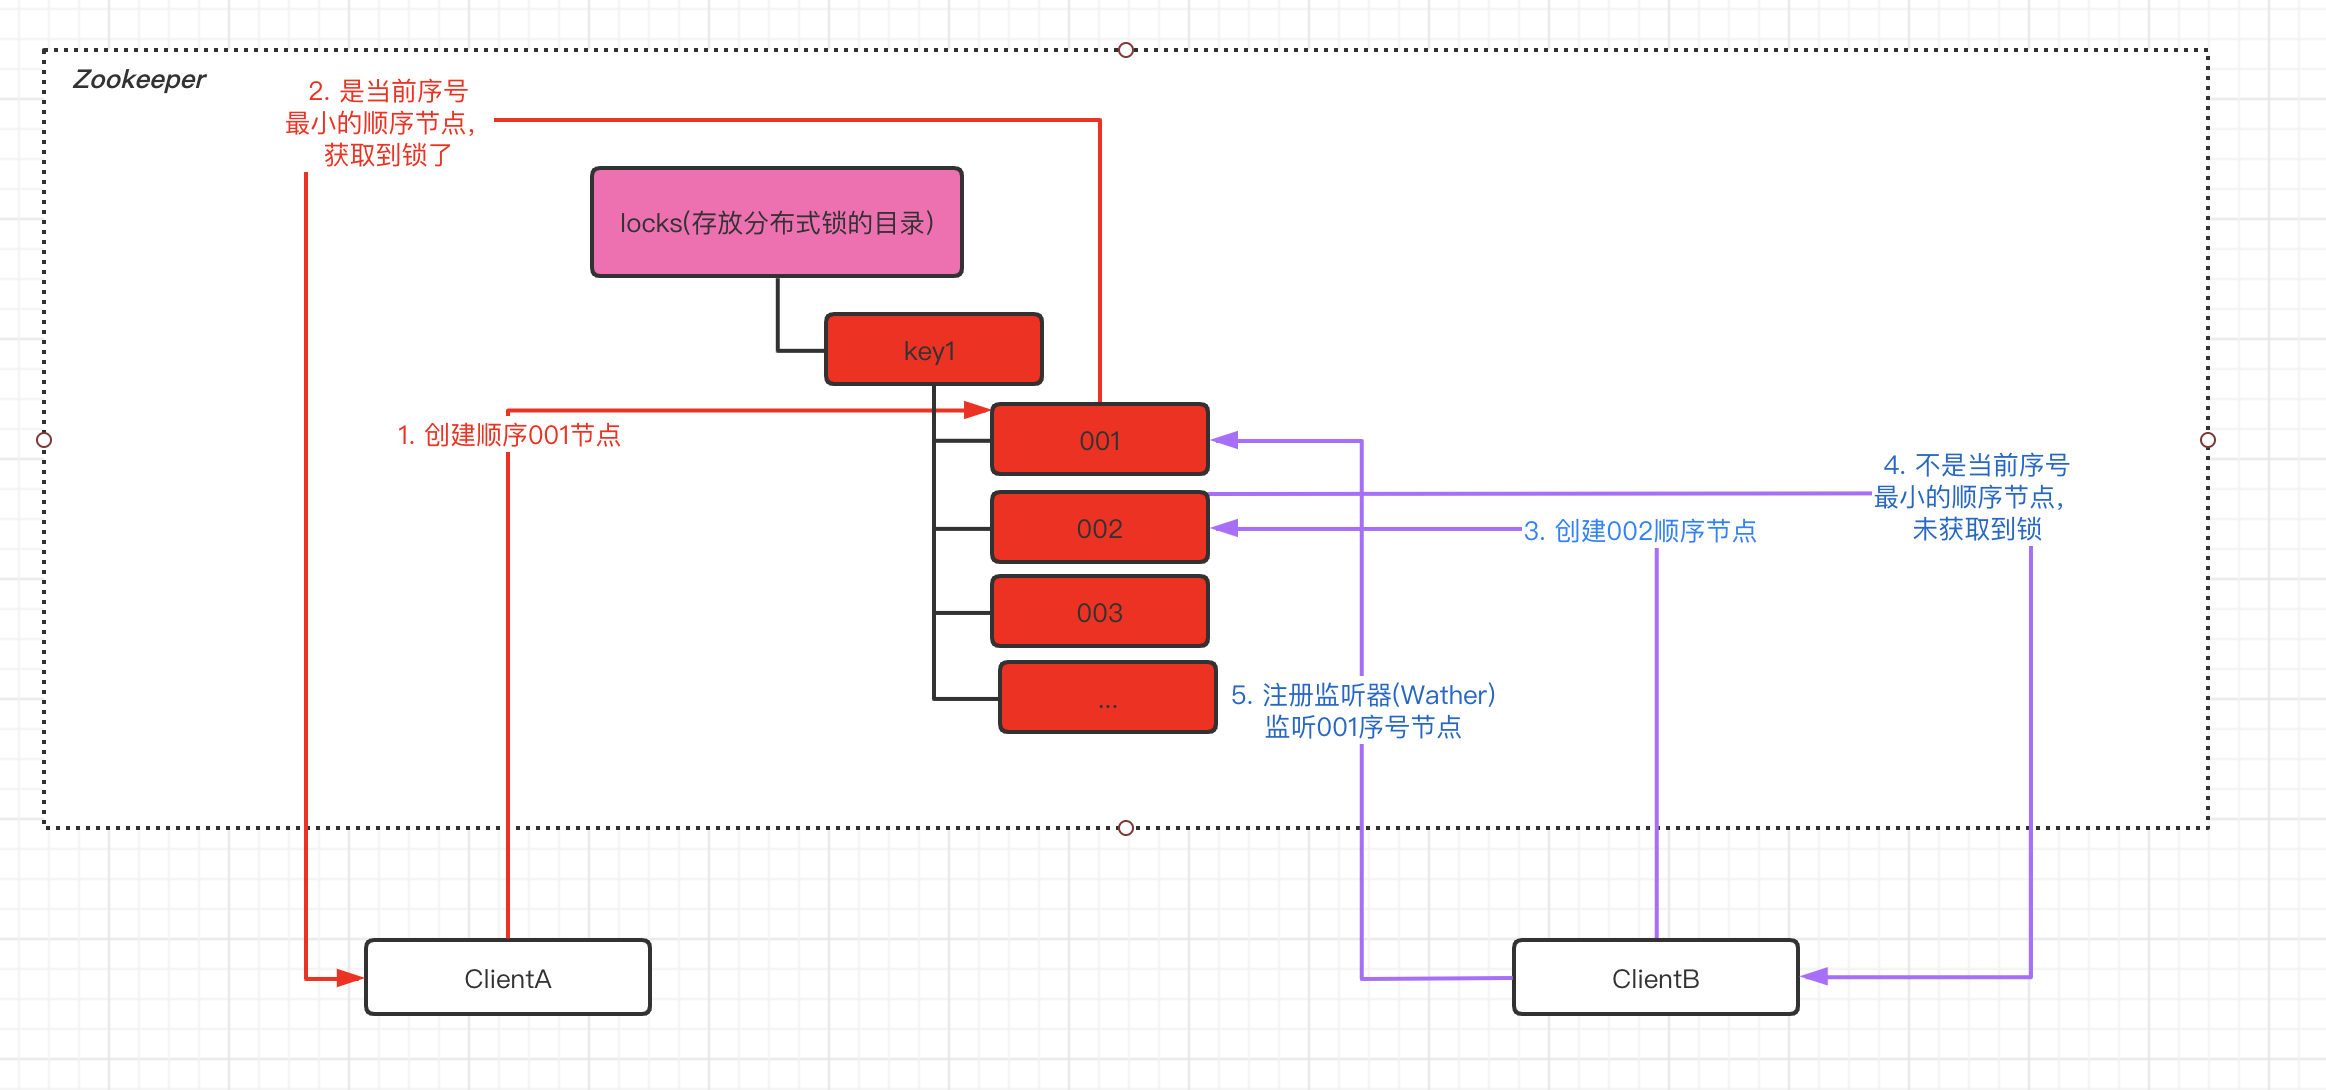 Zookeeper
2. 是当前序号
最小的顺序节点，
获取到锁了
locks(存放分布式锁的目录)
key1
1. 创建顺序001节点
001
002
003
...
3. 创建002顺序节点
4. 不是当前序号
最小的顺序节点，
未获取到锁
5. 注册监听器(Wather)
监听001序号节点
ClientA
ClientB